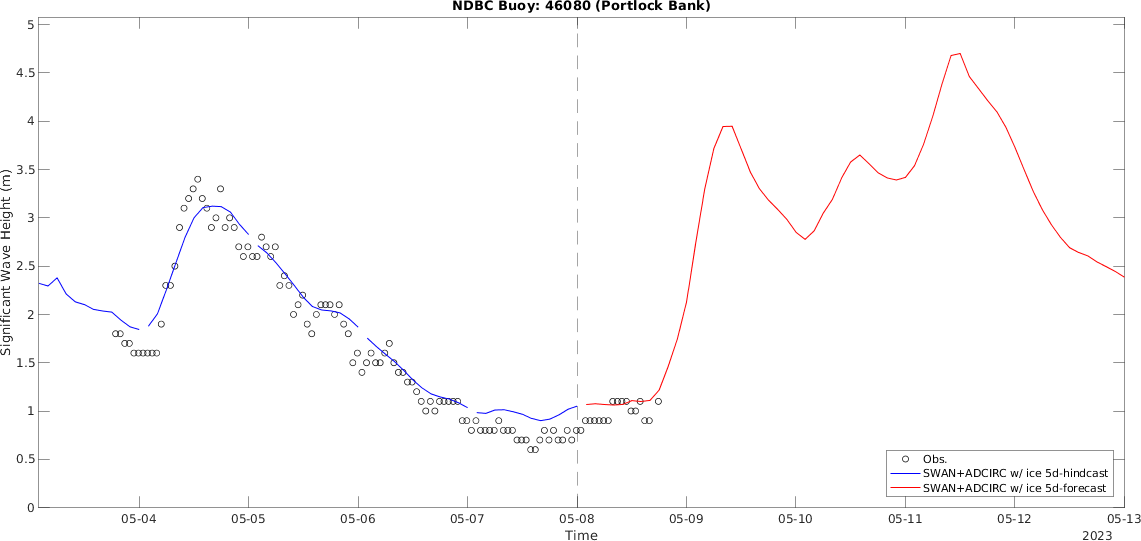 NDBC Buoy: 46080 (Portlock Bank)
5
4.5
4
3.5
3
2.5
2
1.5
1
0.5
0
Significant Wave Height (m)
05-04 05-05 05-06 05-07 05-08 05-09 05-10 05-11 05-12 05-13
Time
2023
Obs.
SWAN+ADCIRC w/ ice 5d-hindcast
SWAN+ADCIRC w/ ice 5d-forecast